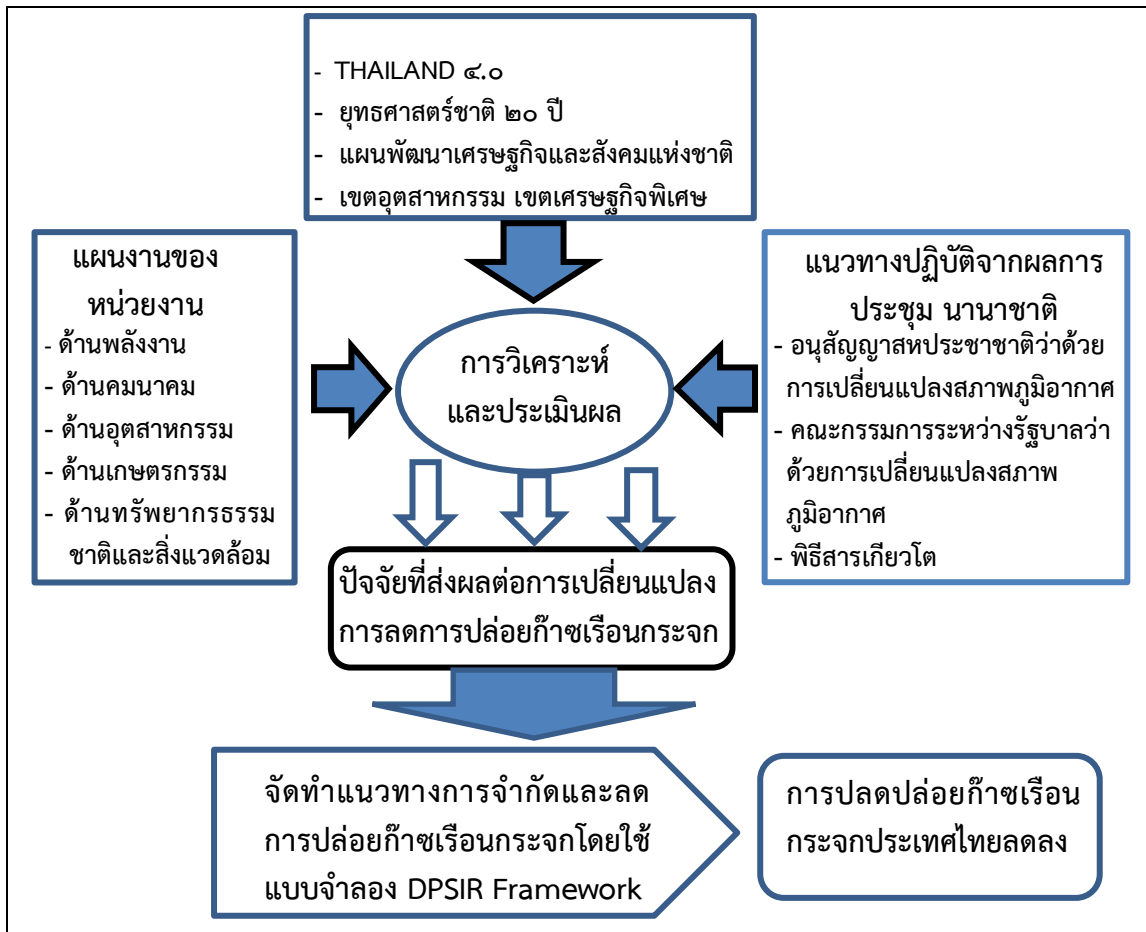 - THAILAND ๔.๐
- ยุทธศาสตร์ชาติ ๒๐ ปี
- แผนพัฒนาเศรษฐกิจและสังคมแห่งชาติ
- เขตอุตสาหกรรม เขตเศรษฐกิจพิเศษ
แผนงานของ
หน่วยงาน
- ด้านพลังงาน
- ด้านคมนาคม
- ด้านอุตสาหกรรม
- ด้านเกษตรกรรม
- ด้านทรัพยากรธรรม
ชาติและสิ่งแวดล้อม
การวิเคราะห์
และประเมินผล
แนวทางปฏิบัติจากผลการ
ประชุม นานาชาติ
- อนุสัญญาสหประชาชาติว่าด้วย
การเปลี่ยนแปลงสภาพภูมิอากาศ
- คณะกรรมการระหว่างรัฐบาลว่า
ด้วยการเปลี่ยนแปลงสภาพ
ภูมิอากาศ
- พิธีสารเกียวโต
ปัจจัยที่ส่งผลต่อการเปลี่ยนแปลง
การลดการปล่อยก๊าซเรือนกระจก
จัดทำแนวทางการจำกัดและลด
การปล่อยก๊าซเรือนกระจกโดยใช้
แบบจำลอง DPSIR Framework
การปลดปล่อยก๊าซเรือน
กระจกประเทศไทยลดลง